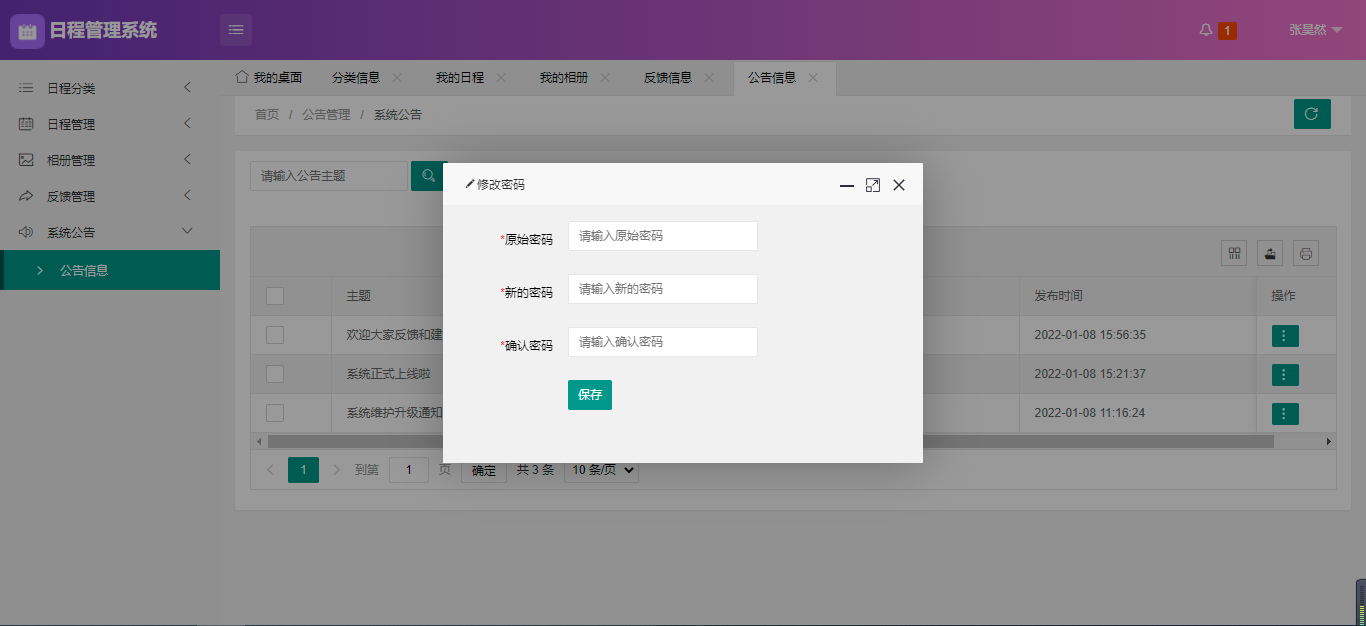 日程管理系统
1
张昊然
日程分类
日程管理
相册管理
反馈管理
系统公告
公告信息
我的桌面 分类信息 我的日程 我的相册 反馈信息 公告信息
首页 / 公告管理 / 系统公告
请输入公告主题
修改密码
*原始密码 请输入原始密码
*新的密码 请输入新的密码
*确认密码 请输入确认密码
保存
主题 发布时间 操作
欢迎大家反馈和建 2022-01-08 15:56:35
系统正式上线啦 2022-01-08 15:21:37
系统维护升级通知 2022-01-08 11:16:24
1 到第 1 页 确定 共 3 条 10 条/页